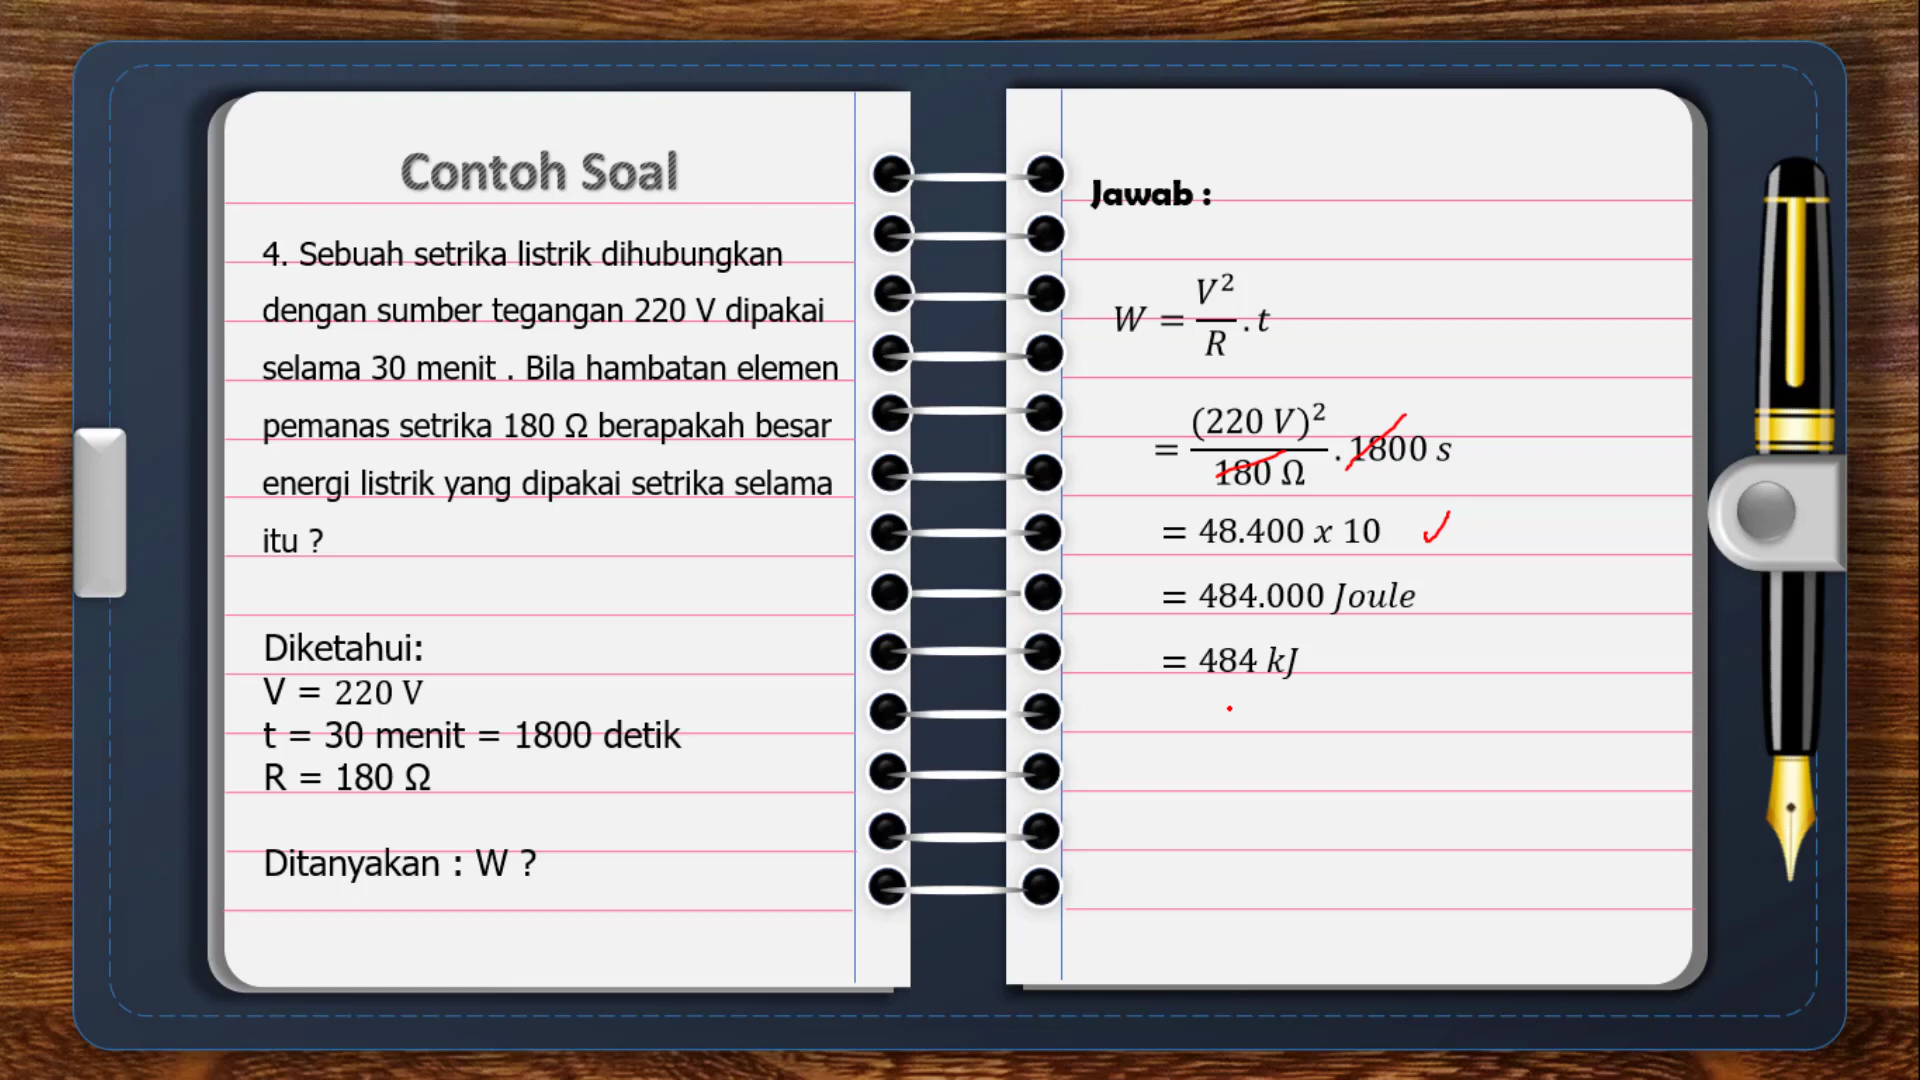 Contoh Soal
4. Sebuah setrika listrik dihubungkan
dengan sumber tegangan 220 V dipakai
selama 30 menit . Bila hambatan elemen
pemanas setrika 180 Ω berapakah besar
energi listrik yang dipakai setrika selama
itu ?
Diketahui:
V = 220 V
t = 30 menit = 1800 detik
R = 180 Ω
Ditanyakan : W ?
Jawab :
W = V²/R . t
= (220 V)²/180 Ω . 1800 s
= 48.400 x 10
= 484.000 Joule
= 484 kJ